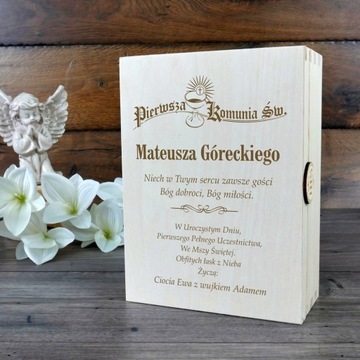 Pierwsza Komunia Św.
Mateusza Góreckiego
Niech w Twym sercu zawsze gości
Bóg dobroci, Bóg miłości.
W Uroczystym Dniu,
Pierwszego Pełnego Uczestnictwa,
We Mszy Świętej.
Obfitych łask z Nieba
Życzą:
Ciocia Ewa z wujkiem Adamem